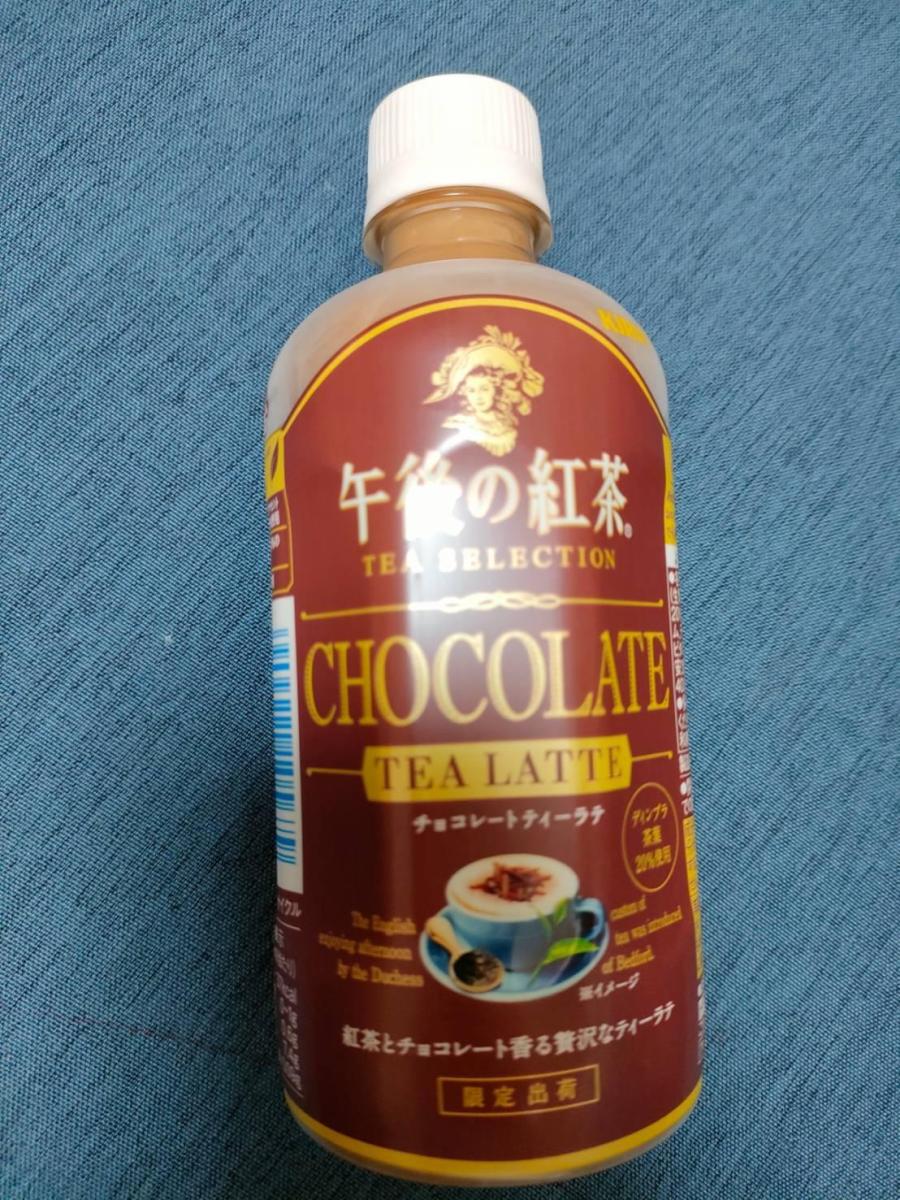 KIRIN
午後の紅茶®
TEA SELECTION
CHOCOLATE
TEA LATTE
チョコレートティーラテ
ディンブラ
茶葉
20%使用
The English custom of
enjoying afternoon tea was introduced
by the Duchess of Bedford.
※イメージ
紅茶とチョコレート香る贅沢なティーラテ
限定出荷